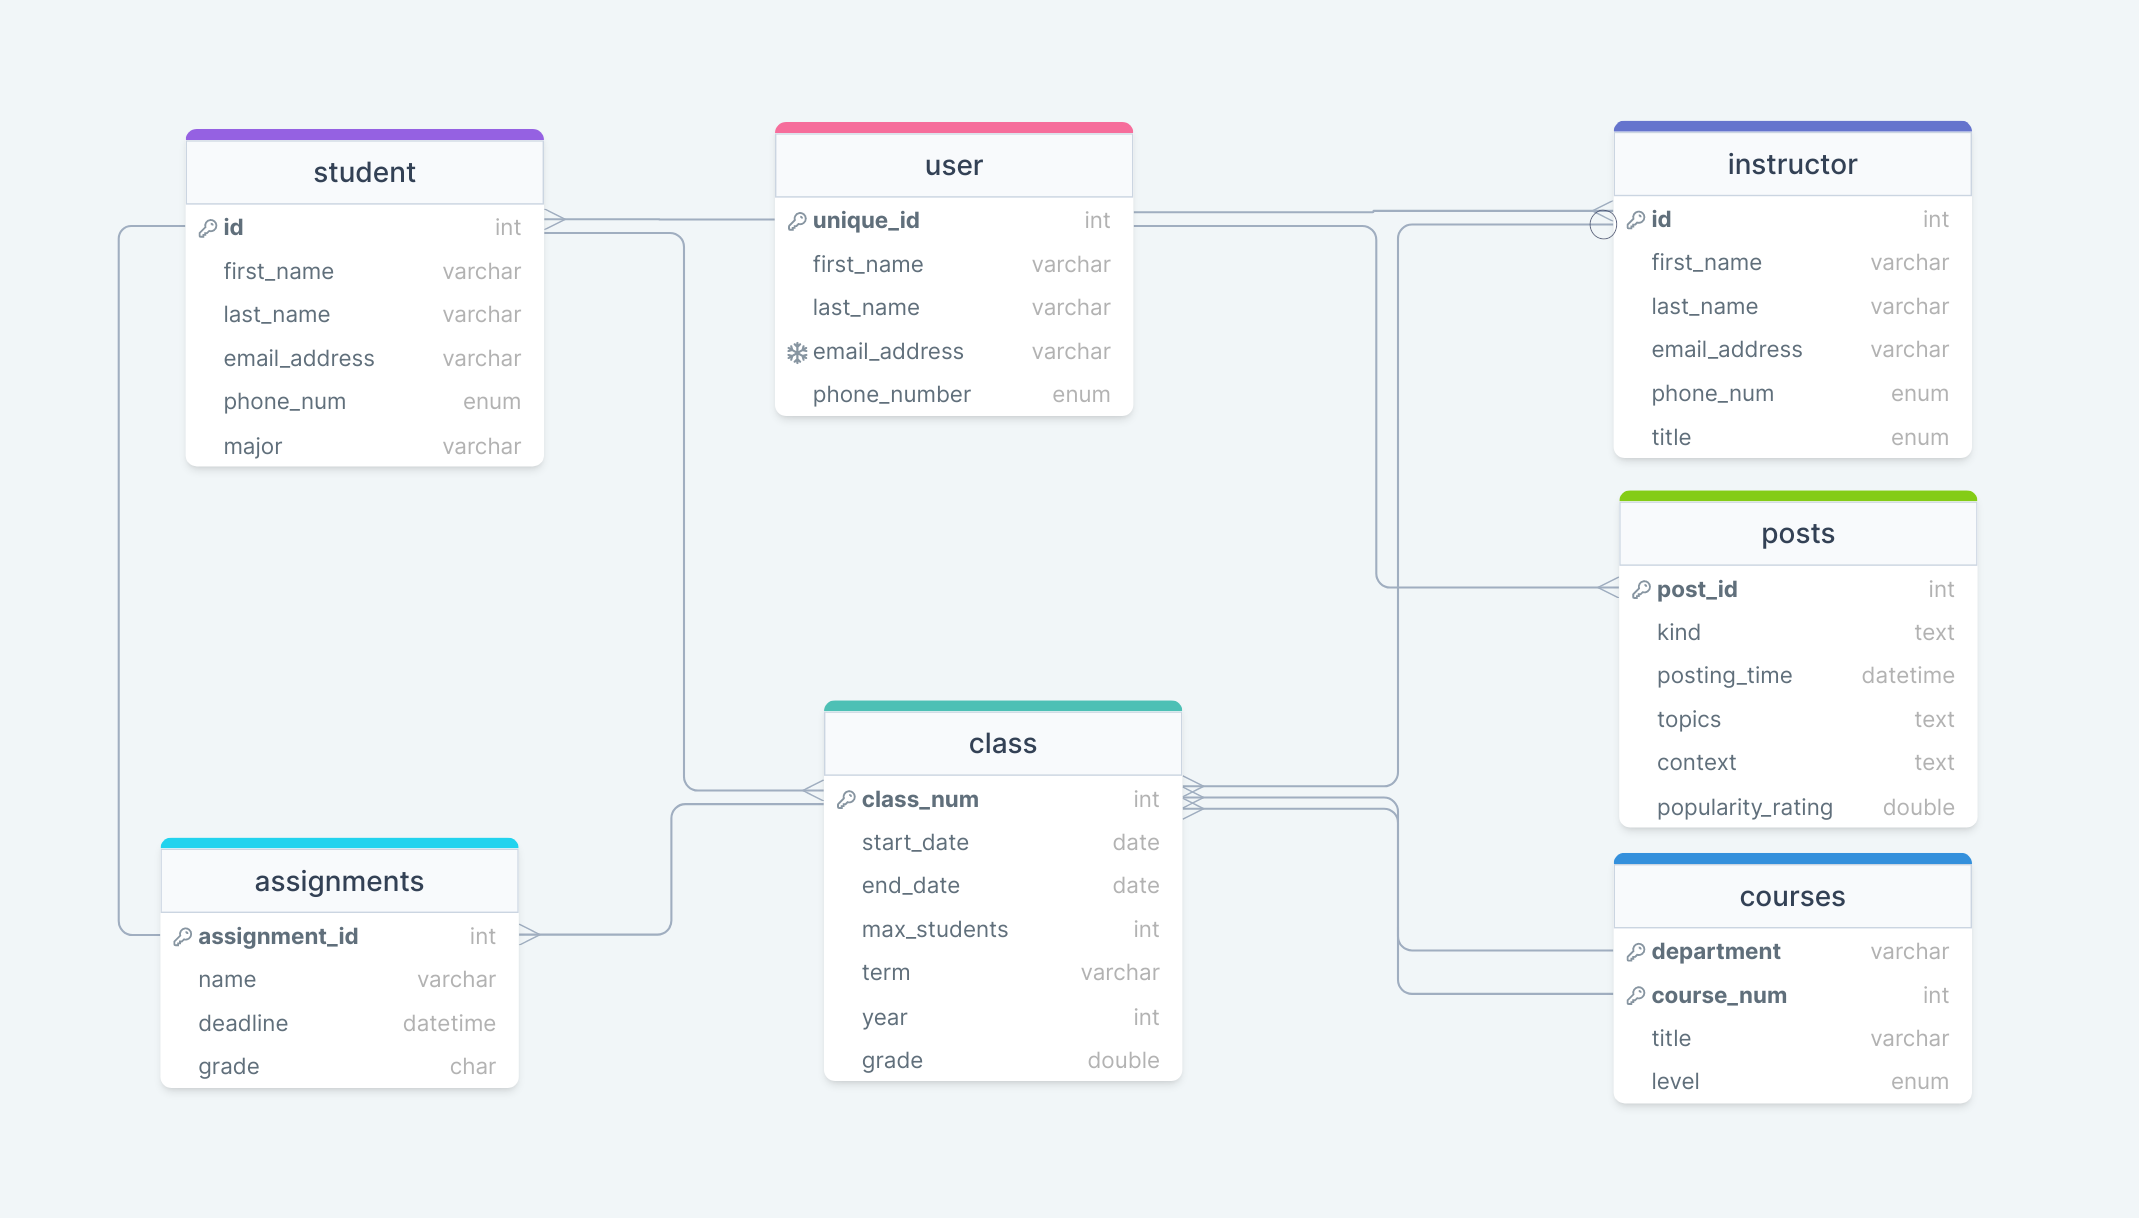 student
id int
first_name varchar
last_name varchar
email_address varchar
phone_num enum
major varchar
user
unique_id int
first_name varchar
last_name varchar
email_address varchar
phone_number enum
instructor
id int
first_name varchar
last_name varchar
email_address varchar
phone_num enum
title enum
posts
post_id int
kind text
posting_time datetime
topics text
context text
popularity_rating double
class
class_num int
start_date date
end_date date
max_students int
term varchar
year int
grade double
assignments
assignment_id int
name varchar
deadline datetime
grade char
courses
department varchar
course_num int
title varchar
level enum